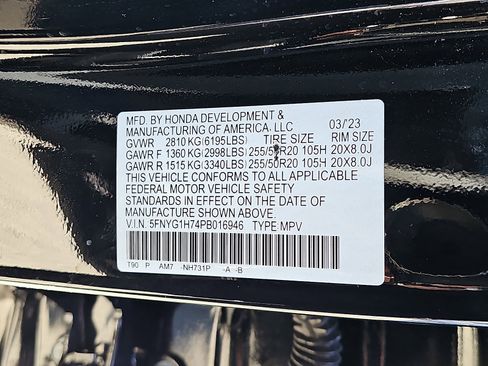 MFD. BY HONDA DEVELOPMENT &
MANUFACTURING OF AMERICA, LLC 03/'23
GVWR 2810 KG(6195LBS) TIRE SIZE RIM SIZE
GAWR F 1360 KG(2998LBS) 255/50R20 105H 20X8.0J
GAWR R 1515 KG(3340LBS) 255/50R20 105H 20X8.0J
THIS VEHICLE CONFORMS TO ALL APPLICABLE
FEDERAL MOTOR VEHICLE SAFETY
STANDARDS IN EFFECT ON THE DATE OF
MANUFACTURE SHOWN ABOVE.
V.I.N. 5FNYG1H74PB016946 TYPE: MPV
T90 P AM7 -NH731P -A -B